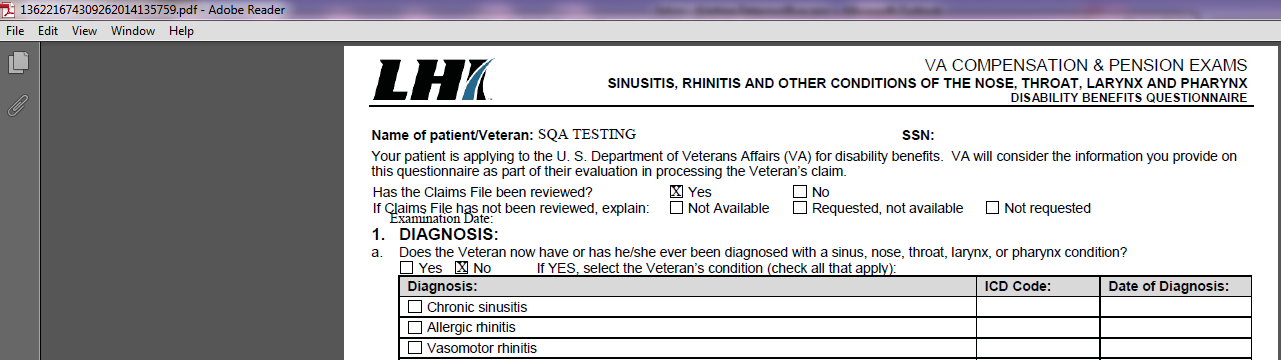 13622167430926201413​5759.pdf - Adobe Reader
File Edit View Window Help
LHI
VA COMPENSATION & PENSION EXAMS
SINUSITIS, RHINITIS AND OTHER CONDITIONS OF THE NOSE, THROAT, LARYNX AND PHARYNX
DISABILITY BENEFITS QUESTIONNAIRE
Name of patient/Veteran: SQA TESTING SSN:
Your patient is applying to the U. S. Department of Veterans Affairs (VA) for disability benefits. VA will consider the information you provide on
this questionnaire as part of their evaluation in processing the Veteran's claim.
Has the Claims File been reviewed? X Yes No
If Claims File has not been reviewed, explain: Not Available Requested, not available Not requested
Examination Date:
1. DIAGNOSIS:
a. Does the Veteran now have or has he/she ever been diagnosed with a sinus, nose, throat, larynx, or pharynx condition?
Yes X No If YES, select the Veteran's condition (check all that apply):
Diagnosis: ICD Code: Date of Diagnosis:
Chronic sinusitis
Allergic rhinitis
Vasomotor rhinitis